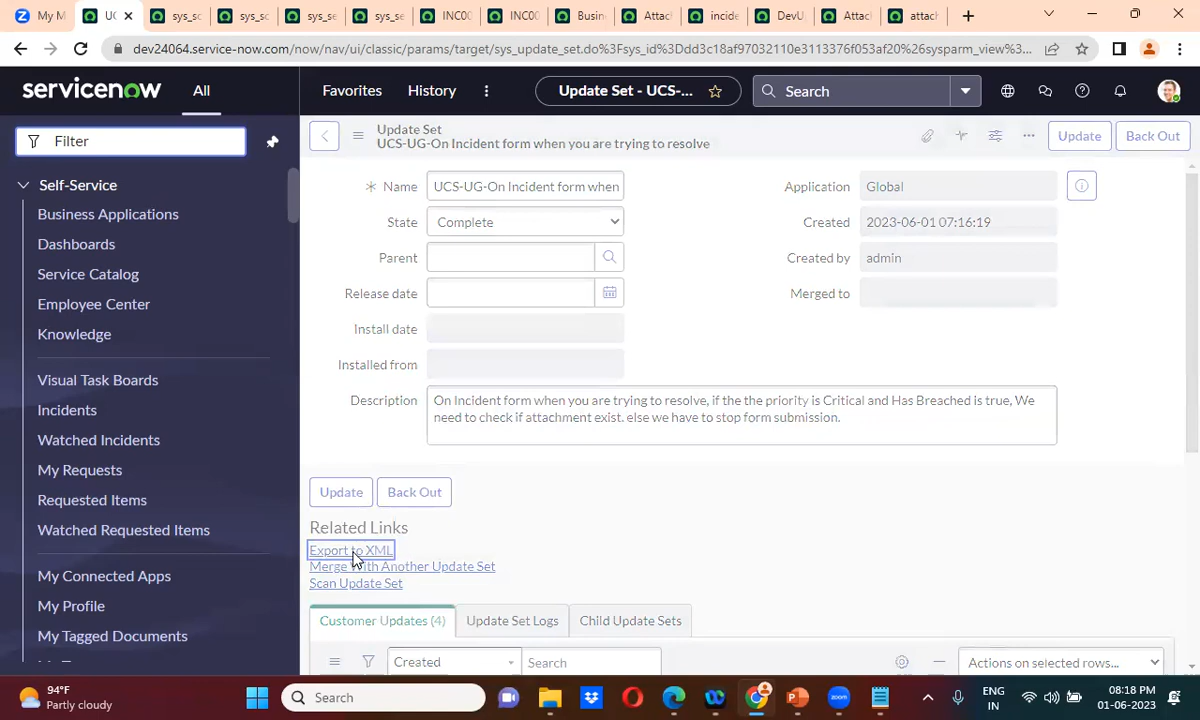 My M
UC
sys_sc
sys_sc
sys_se
sys_se
INC00
INC00
Busin
Attach
incide
DevU
Attac
attach
dev24064.service-now.com/now/nav/ui/classic/params/target/sys_update_set.do%3Fsys_id%3Ddd3c18af97032110e3113376f053af20%26sysparm_view%3...
servicenow
All
Favorites
History
Update Set - UCS-...
Search
Filter
Self-Service
Business Applications
Dashboards
Service Catalog
Employee Center
Knowledge
Visual Task Boards
Incidents
Watched Incidents
My Requests
Requested Items
Watched Requested Items
My Connected Apps
My Profile
My Tagged Documents
Update Set
UCS-UG-On Incident form when you are trying to resolve
Update
Back Out
Name
UCS-UG-On Incident form when
Application
Global
State
Complete
Created
2023-06-01 07:16:19
Parent
Created by
admin
Release date
Merged to
Install date
Installed from
Description
On Incident form when you are trying to resolve, if the the priority is Critical and Has Breached is true, We
need to check if attachment exist. else we have to stop form submission.
Update
Back Out
Related Links
Export to XML
Merge With Another Update Set
Scan Update Set
Customer Updates (4)
Update Set Logs
Child Update Sets
Created
Search
Actions on selected rows...
94°F
Partly cloudy
Search
ENG
IN
08:18 PM
01-06-2023